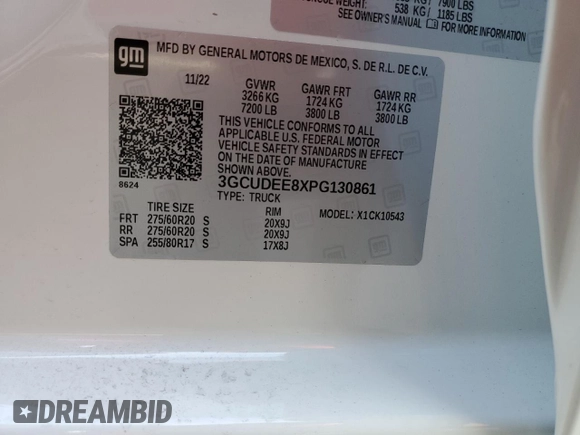 KG/ 7900 LBS
538 KG/ 1185 LBS
SEE OWNER'S MANUAL FOR MORE INFORMATION.
gm
MFD BY GENERAL MOTORS DE MEXICO, S. DE R.L. DE C.V.
11/22 GVWR GAWR FRT GAWR RR
3266 KG 1724 KG 1724 KG
7200 LB 3800 LB 3800 LB
THIS VEHICLE CONFORMS TO ALL
APPLICABLE U.S. FEDERAL MOTOR
VEHICLE SAFETY STANDARDS IN EFFECT
ON THE DATE OF MANUFACTURE
8624 3GCUDEE8XPG130861
TYPE: TRUCK
TIRE SIZE RIM MODEL: X1CK10543
FRT 275/60R20 S 20X9J
RR 275/60R20 S 20X9J
SPA 255/80R17 S 17X8J
DREAMBID